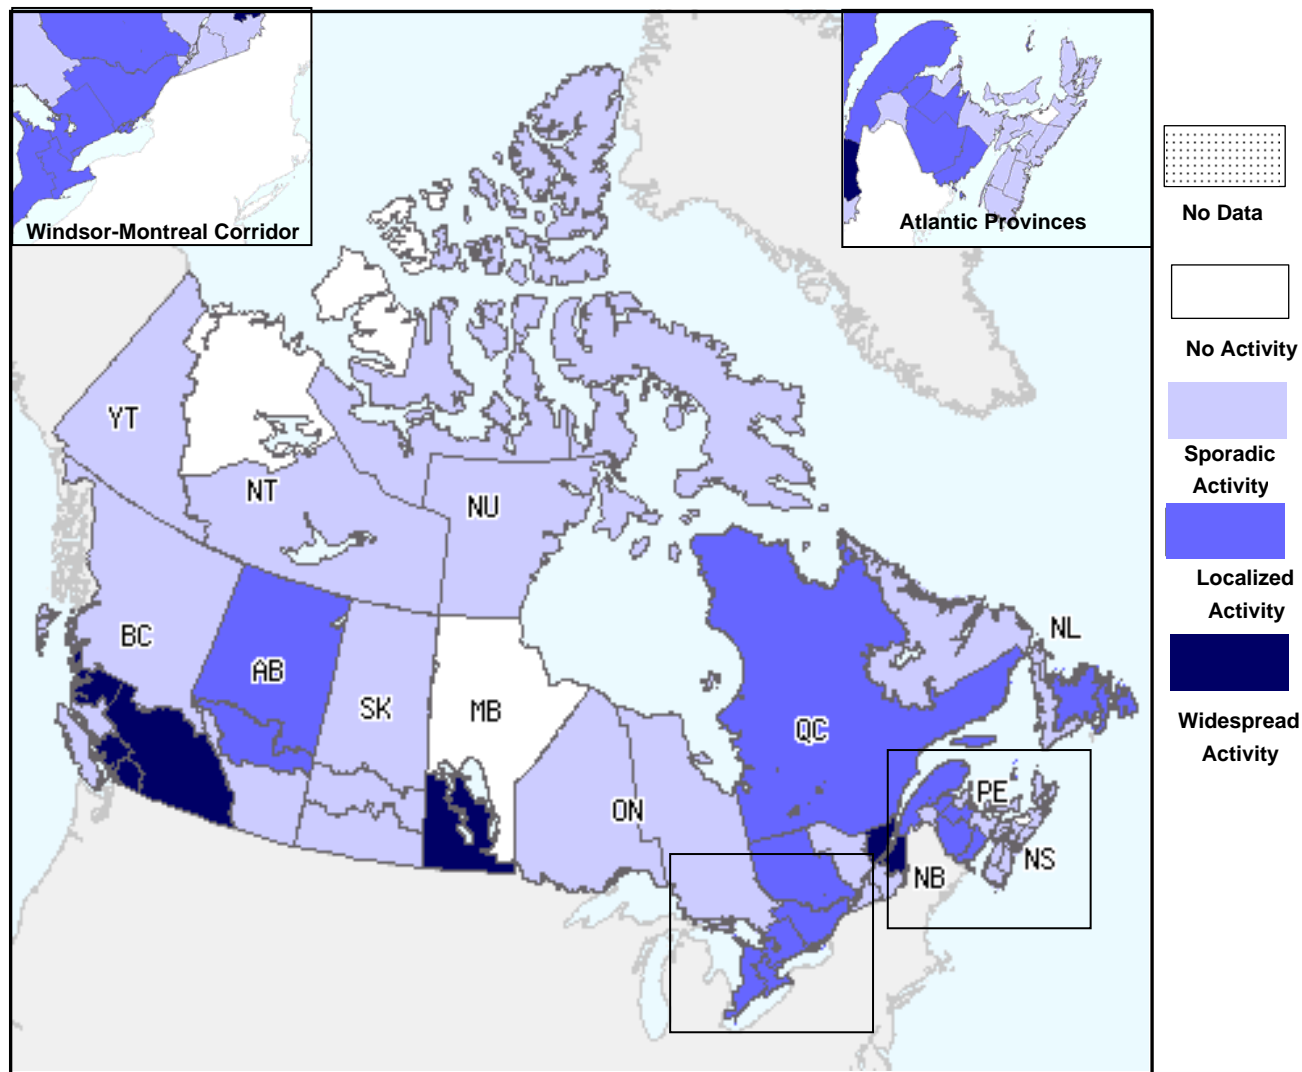 Windsor-Montreal Corridor
Atlantic Provinces
No Data
No Activity
Sporadic
Activity
Localized
Activity
Widespread
Activity
YT
NT
NU
BC
AB
SK
MB
ON
QC
NL
PE
NB
NS